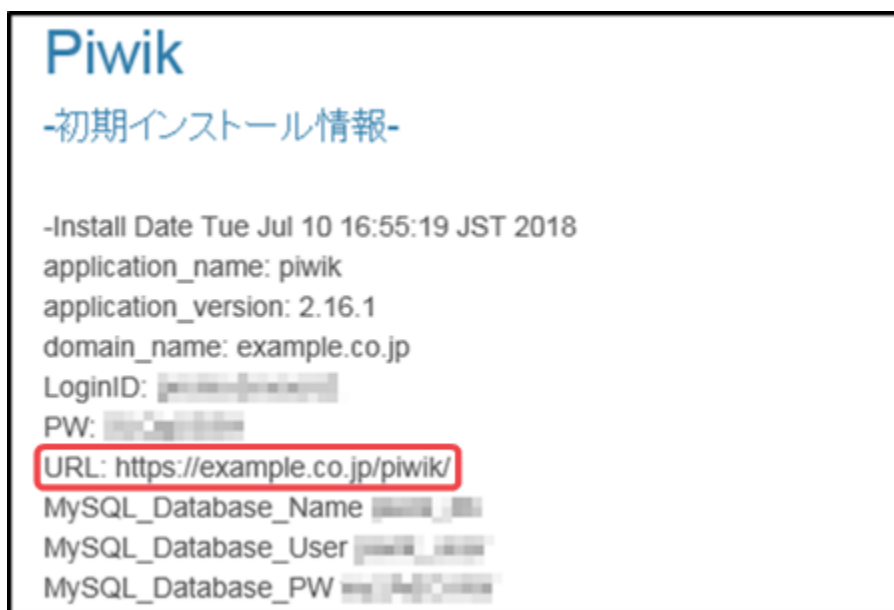 Piwik
-初期インストール情報-
-Install Date Tue Jul 10 16:55:19 JST 2018
application_name: piwik
application_version: 2.16.1
domain_name: example.co.jp
LoginID:
PW:
URL: https://example.co.jp/piwik/
MySQL_Database_Name
MySQL_Database_User
MySQL_Database_PW